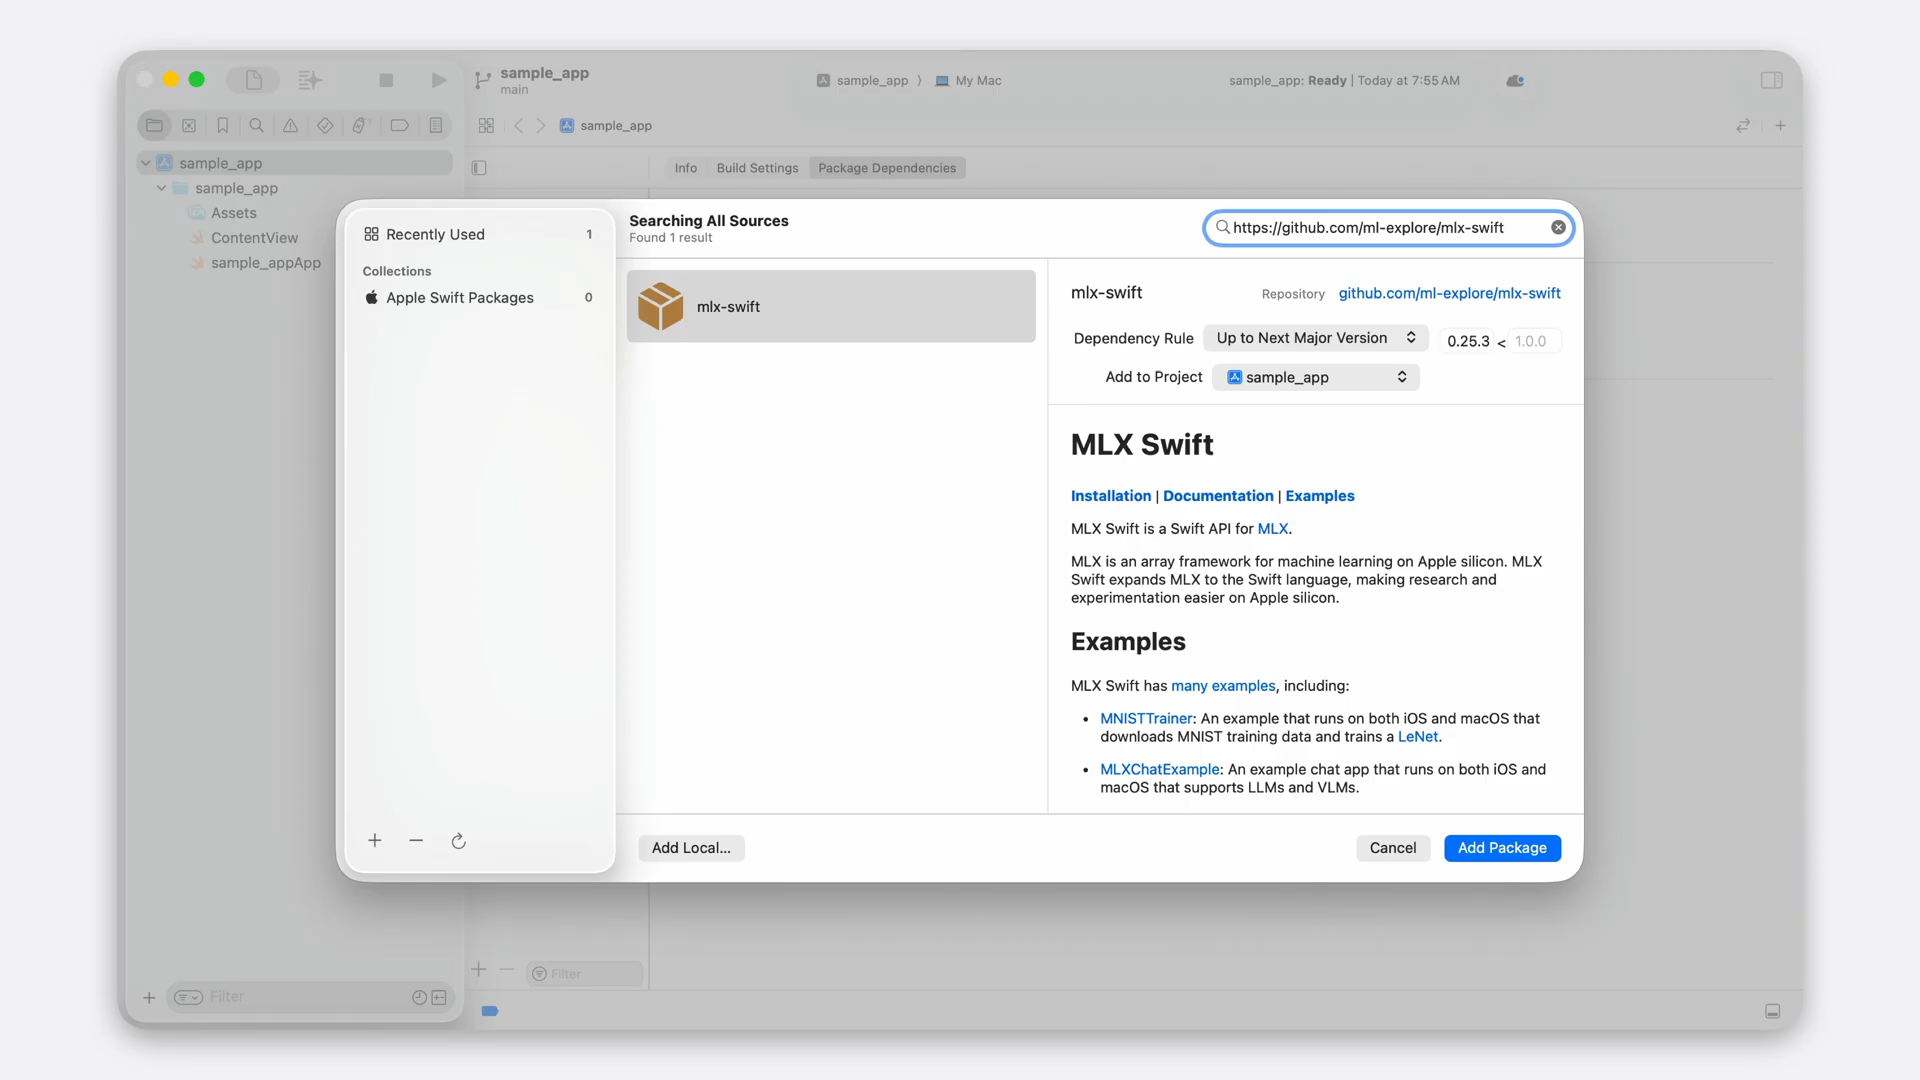 sample_app
main
sample_app 〉 My Mac
sample_app: Ready | Today at 7:55 AM
sample_app
sample_app
sample_app
Assets
ContentView
sample_appApp
Info
Build Settings
Package Dependencies
Recently Used 1
Collections
Apple Swift Packages 0
Searching All Sources
Found 1 result
https://github.com/ml-explore/mlx-swift
mlx-swift
mlx-swift
Repository github.com/ml-explore/mlx-swift
Dependency Rule Up to Next Major Version 0.25.3 < 1.0.0
Add to Project sample_app
MLX Swift
Installation | Documentation | Examples
MLX Swift is a Swift API for MLX.
MLX is an array framework for machine learning on Apple silicon. MLX
Swift expands MLX to the Swift language, making research and
experimentation easier on Apple silicon.
Examples
MLX Swift has many examples, including:
• MNISTTrainer: An example that runs on both iOS and macOS that
downloads MNIST training data and trains a LeNet.
• MLXChatExample: An example chat app that runs on both iOS and
macOS that supports LLMs and VLMs.
Add Local...
Cancel
Add Package
Filter
Filter